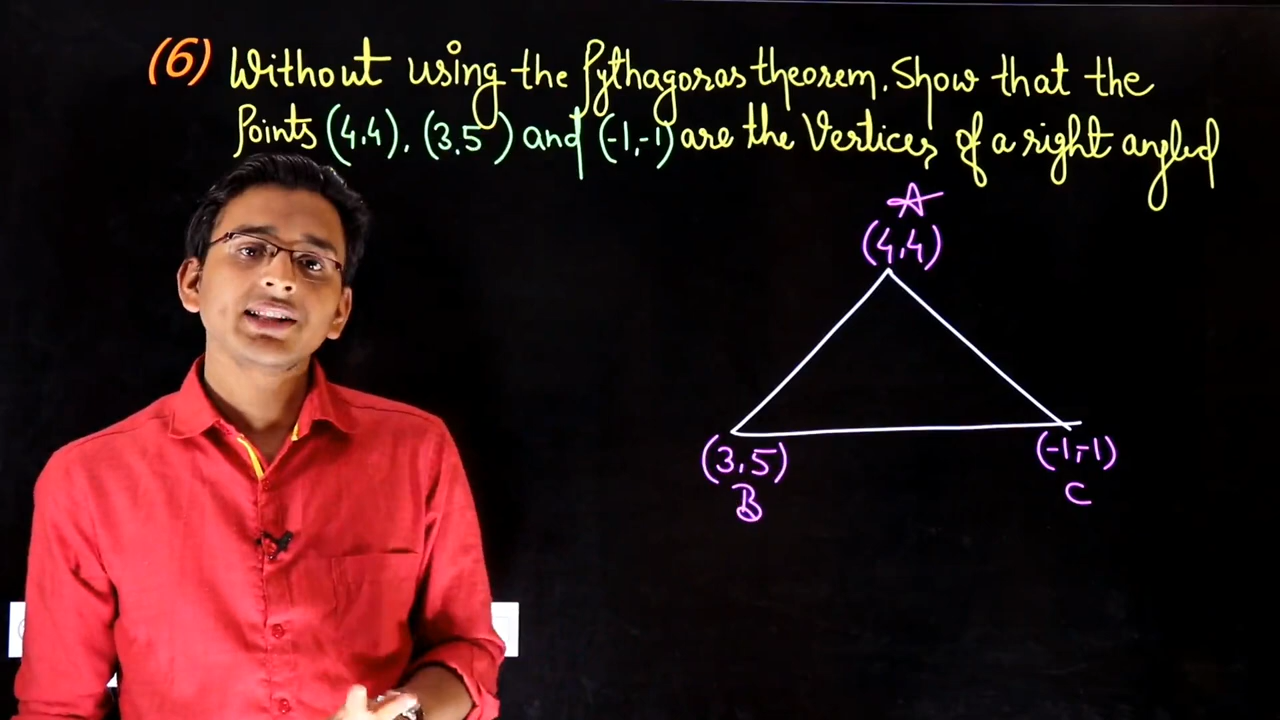 (6) Without using the Pythagoras theorem. Show that the
Points (4,4), (3,5) and (-1,-1) are the Vertices of a right angled
A
(4,4)
(3,5)
(-1,-1)
B
C